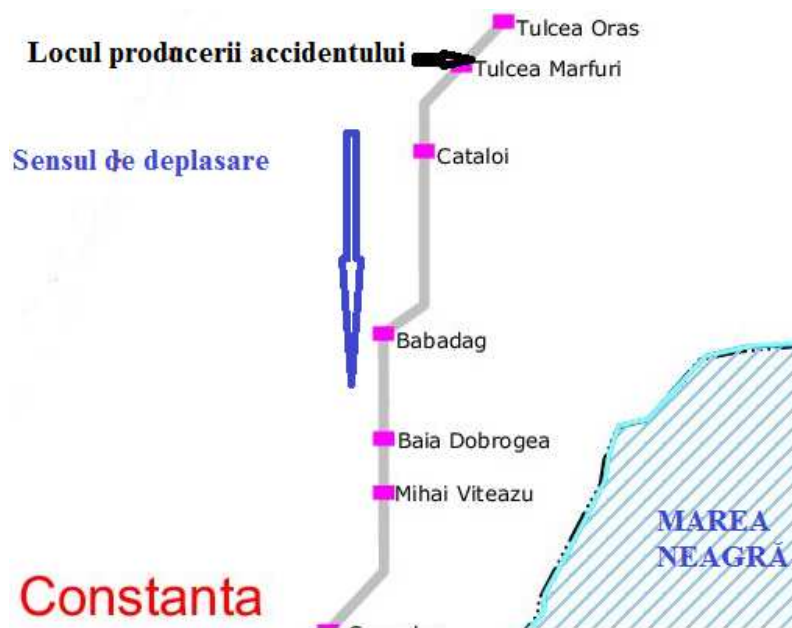 Tulcea Oras
Locul producerii accidentului
Tulcea Marfuri
Cataloi
Sensul de deplasare
Babadag
Baia Dobrogea
Mihai Viteazu
MAREA
NEAGRĂ
Constanta